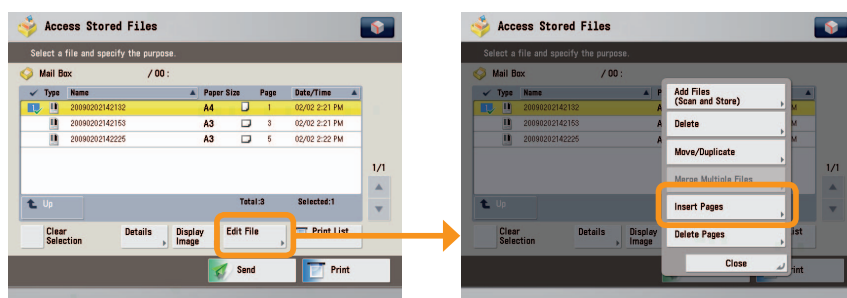 Access Stored Files
Select a file and specify the purpose.
Mail Box / 00 :
Type Name Paper Size Page Date/Time
1 20090202142132 A4 1 02/02 2:21 PM
20090202142153 A3 3 02/02 2:21 PM
20090202142225 A3 5 02/02 2:22 PM
1/1
Up Total:3 Selected:1
Clear Selection Details Display Image Edit File Print List
Send Print
Access Stored Files
Select a file and specify the purpose.
Mail Box / 00 :
Type Name P
1 20090202142132 A M
20090202142153 A M
20090202142225 A M
Add Files
(Scan and Store)
Delete
Move/Duplicate
Merge Multiple Files
Insert Pages
Delete Pages
Close
1/1
Up
Clear Selection Details Display Image ist
rint